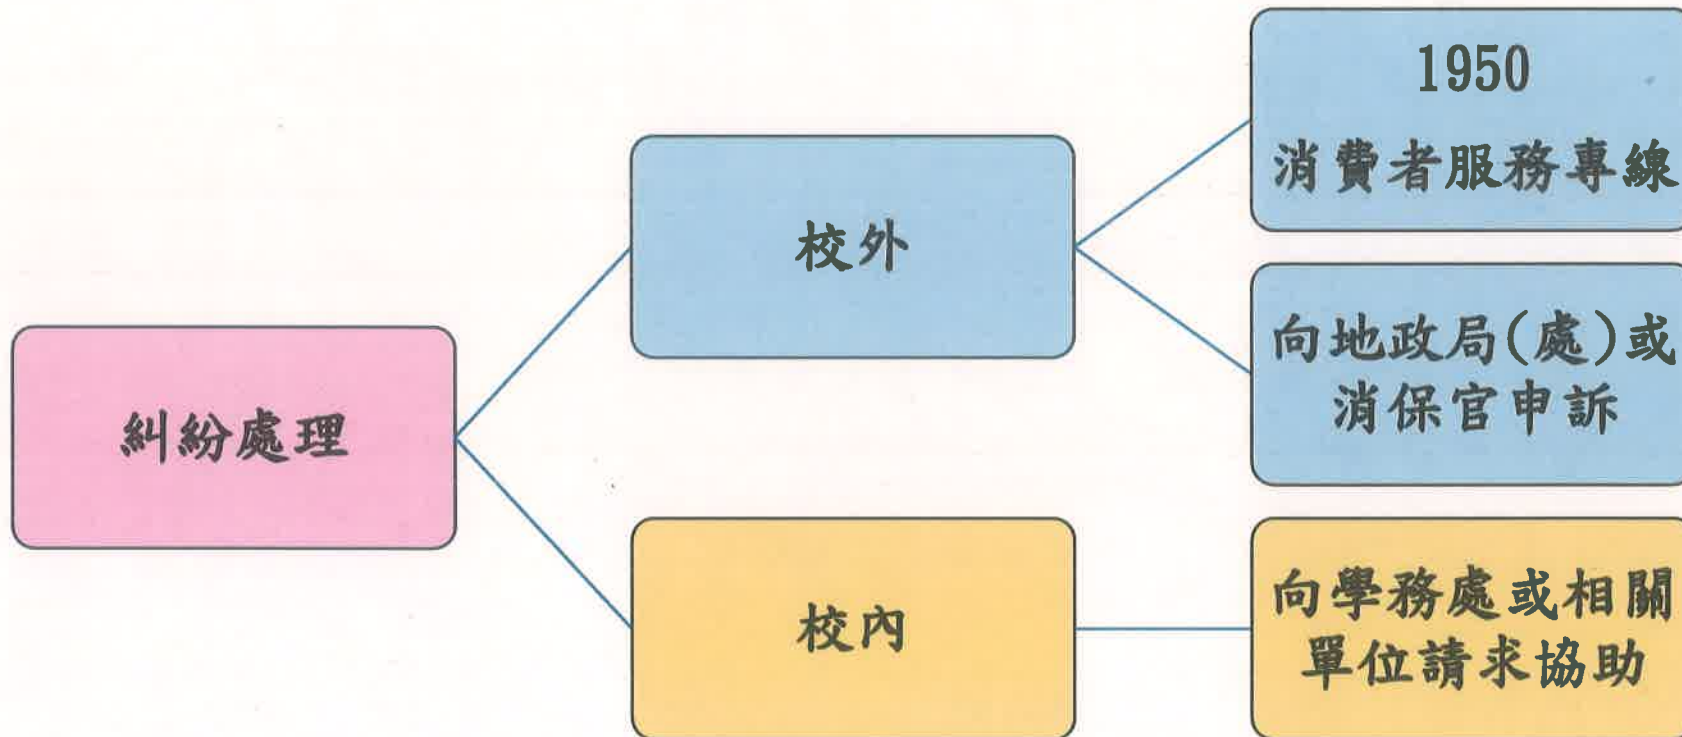 糾紛處理
校外
1950
消費者服務專線
向地政局(處)或
消保官申訴
校內
向學務處或相關
單位請求協助